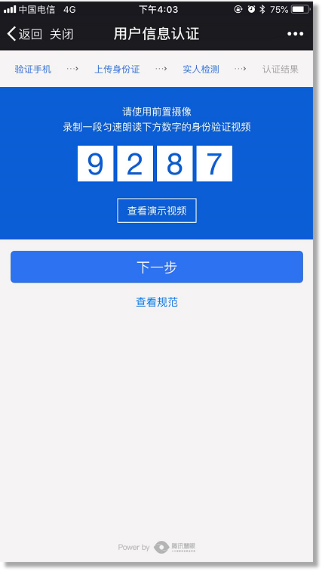 中国电信 4G 下午4:03 75%
返回 关闭 用户信息认证
验证手机 上传身份证 实人检测 认证结果
请使用前置摄像
录制一段匀速朗读下方数字的身份验证视频
9 2 8 7
查看演示视频
下一步
查看规范
Power by 腾讯慧眼